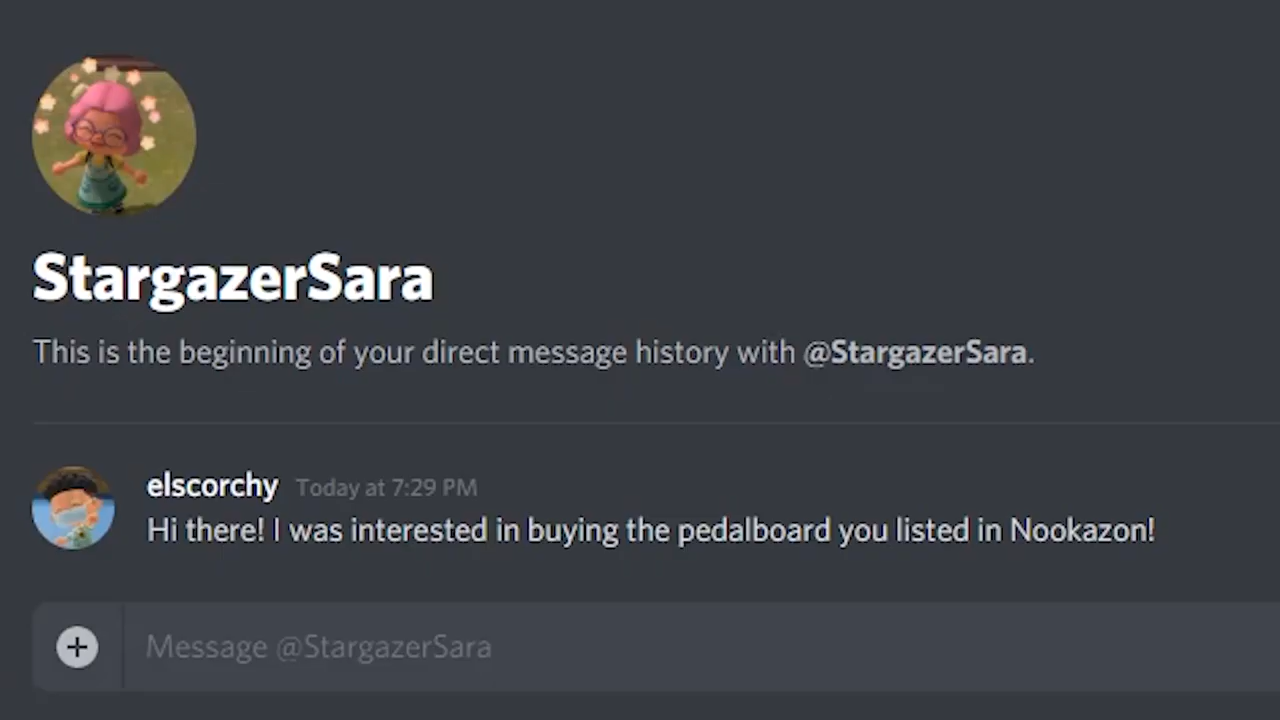 StargazerSara
This is the beginning of your direct message history with @StargazerSara.
elscorchy Today at 7:29 PM
Hi there! I was interested in buying the pedalboard you listed in Nookazon!
Message @StargazerSara